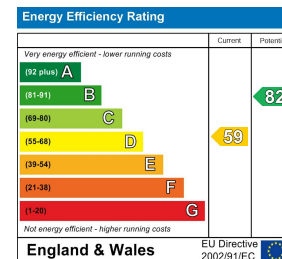 Energy Efficiency Rating
Current Potenti
Very energy efficient - lower running costs
(92 plus) A
(81-91) B 82
(69-80) C
(55-68) D 59
(39-54) E
(21-38) F
(1-20) G
Not energy efficient - higher running costs
England & Wales
EU Directive
2002/91/EC